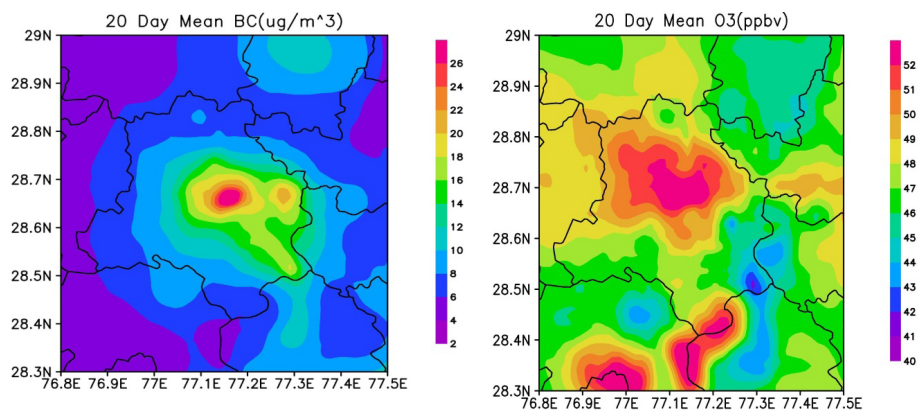 20 Day Mean BC(ug/m^3)
29N
28.9N
28.8N
28.7N
28.6N
28.5N
28.4N
28.3N
76.8E 76.9E 77E 77.1E 77.2E 77.3E 77.4E 77.5E
26
24
22
20
18
16
14
12
10
8
6
4
2
20 Day Mean O3(ppbv)
29N
28.9N
28.8N
28.7N
28.6N
28.5N
28.4N
28.3N
76.8E 76.9E 77E 77.1E 77.2E 77.3E 77.4E 77.5E
52
51
50
49
48
47
46
45
44
43
42
41
40